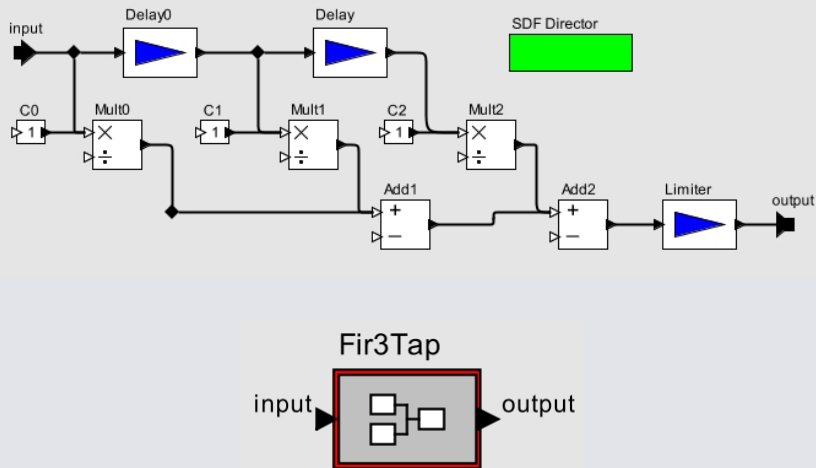 Delay0
Delay
SDF Director
input
C0
Mult0
C1
Mult1
C2
Mult2
1
×
1
×
1
×
÷
÷
÷
Add1
Add2
Limiter
output
+
+
−
−
Fir3Tap
input
output